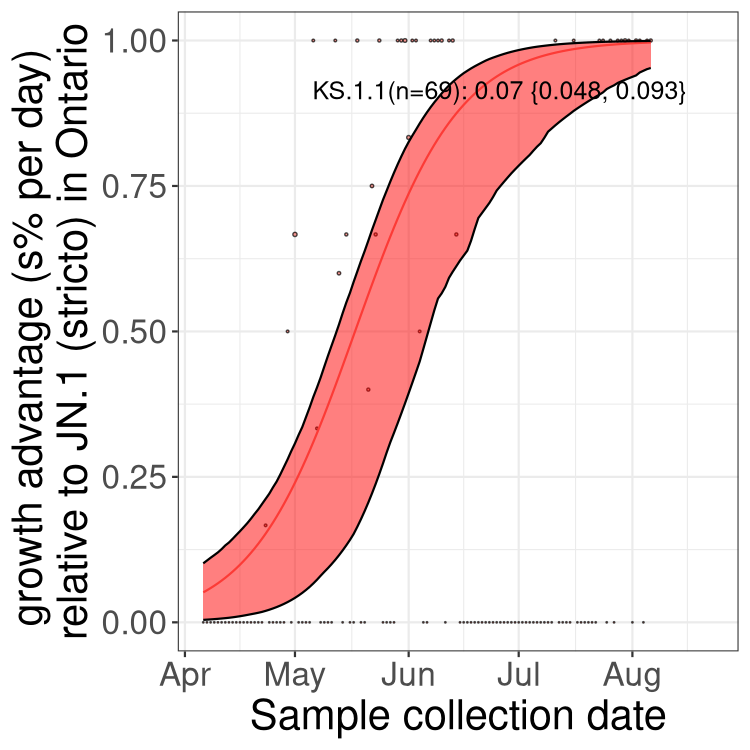 growth advantage (s% per day)
relative to JN.1 (stricto) in Ontario
1.00
0.75
0.50
0.25
0.00
KS.1.1(n=69): 0.07 {0.048, 0.093}
Apr May Jun Jul Aug
Sample collection date